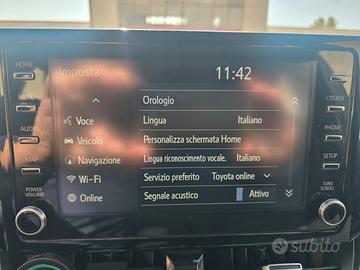 HOME
MENU
AUDIO
MAP
POWER
VOLUME
Imposta
11:42
Voce
Veicolo
Navigazione
Wi-Fi
Online
Orologio
Lingua Italiano
Personalizza schermata Home
Lingua riconoscimento vocale. Italiano
Servizio preferito Toyota online
Segnale acustico Attivo
TRACK
PHONE
SETUP
TUNE
SCROLL
subito